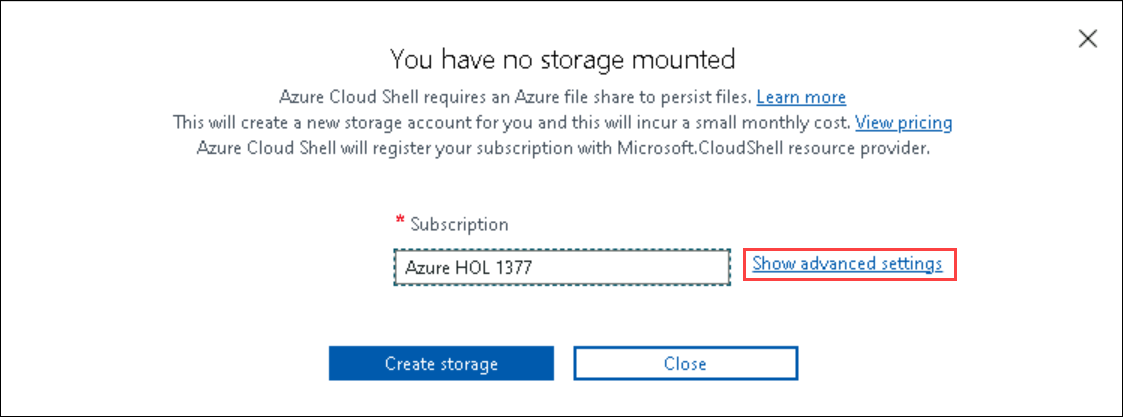 You have no storage mounted
Azure Cloud Shell requires an Azure file share to persist files. Learn more
This will create a new storage account for you and this will incur a small monthly cost. View pricing
Azure Cloud Shell will register your subscription with Microsoft.CloudShell resource provider.
* Subscription
Azure HOL 1377 Show advanced settings
Create storage Close